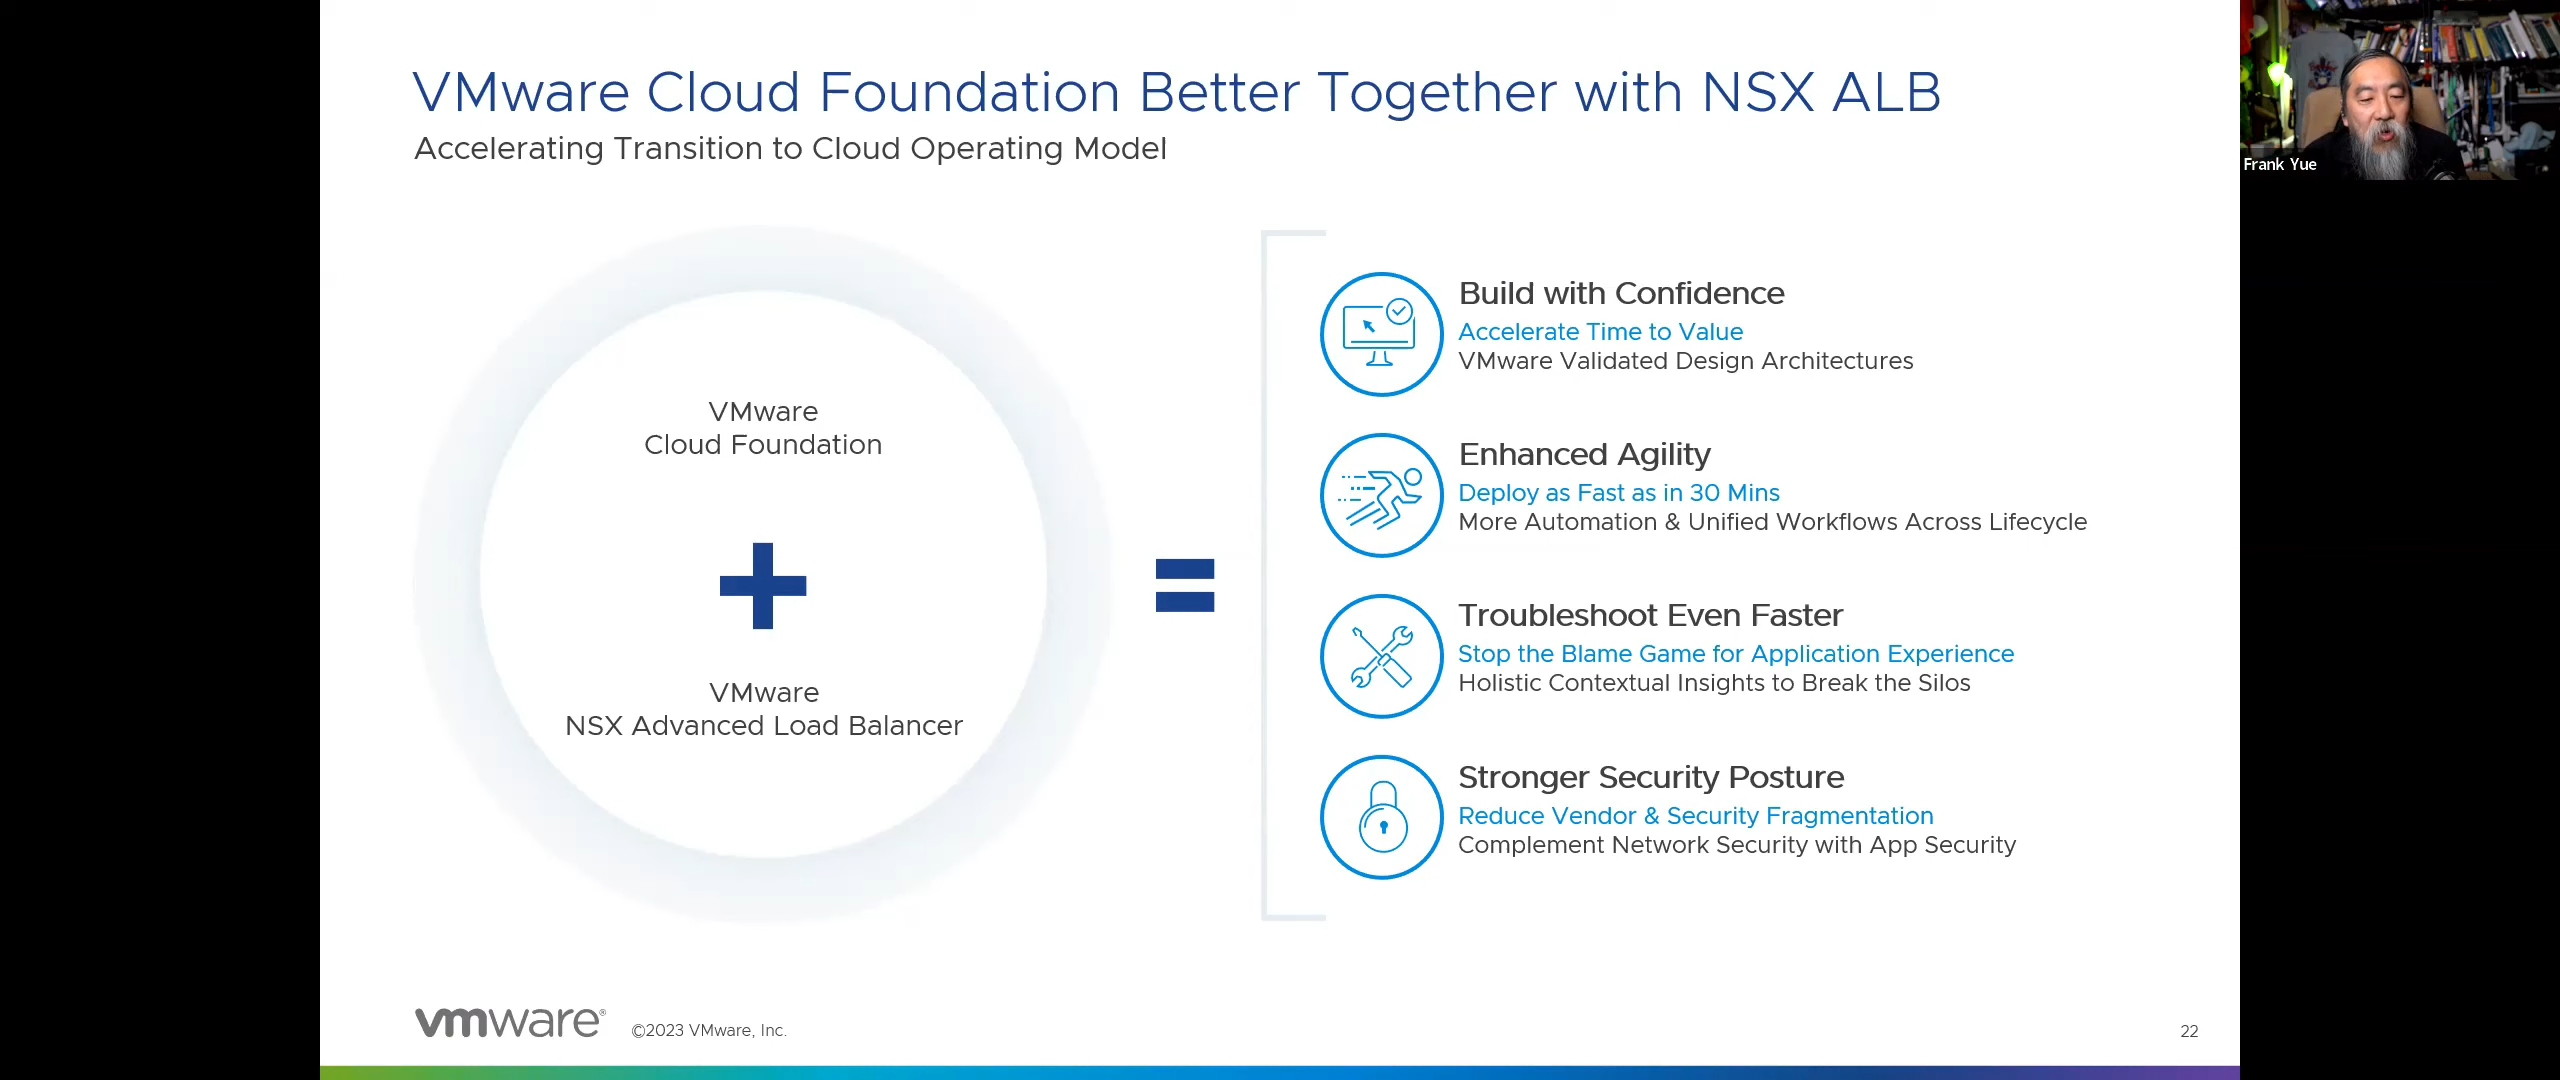 VMware Cloud Foundation Better Together with NSX ALB
Accelerating Transition to Cloud Operating Model
Frank Yue
VMware
Cloud Foundation
+
VMware
NSX Advanced Load Balancer
=
Build with Confidence
Accelerate Time to Value
VMware Validated Design Architectures
Enhanced Agility
Deploy as Fast as in 30 Mins
More Automation & Unified Workflows Across Lifecycle
Troubleshoot Even Faster
Stop the Blame Game for Application Experience
Holistic Contextual Insights to Break the Silos
Stronger Security Posture
Reduce Vendor & Security Fragmentation
Complement Network Security with App Security
vmware®
©2023 VMware, Inc.
22